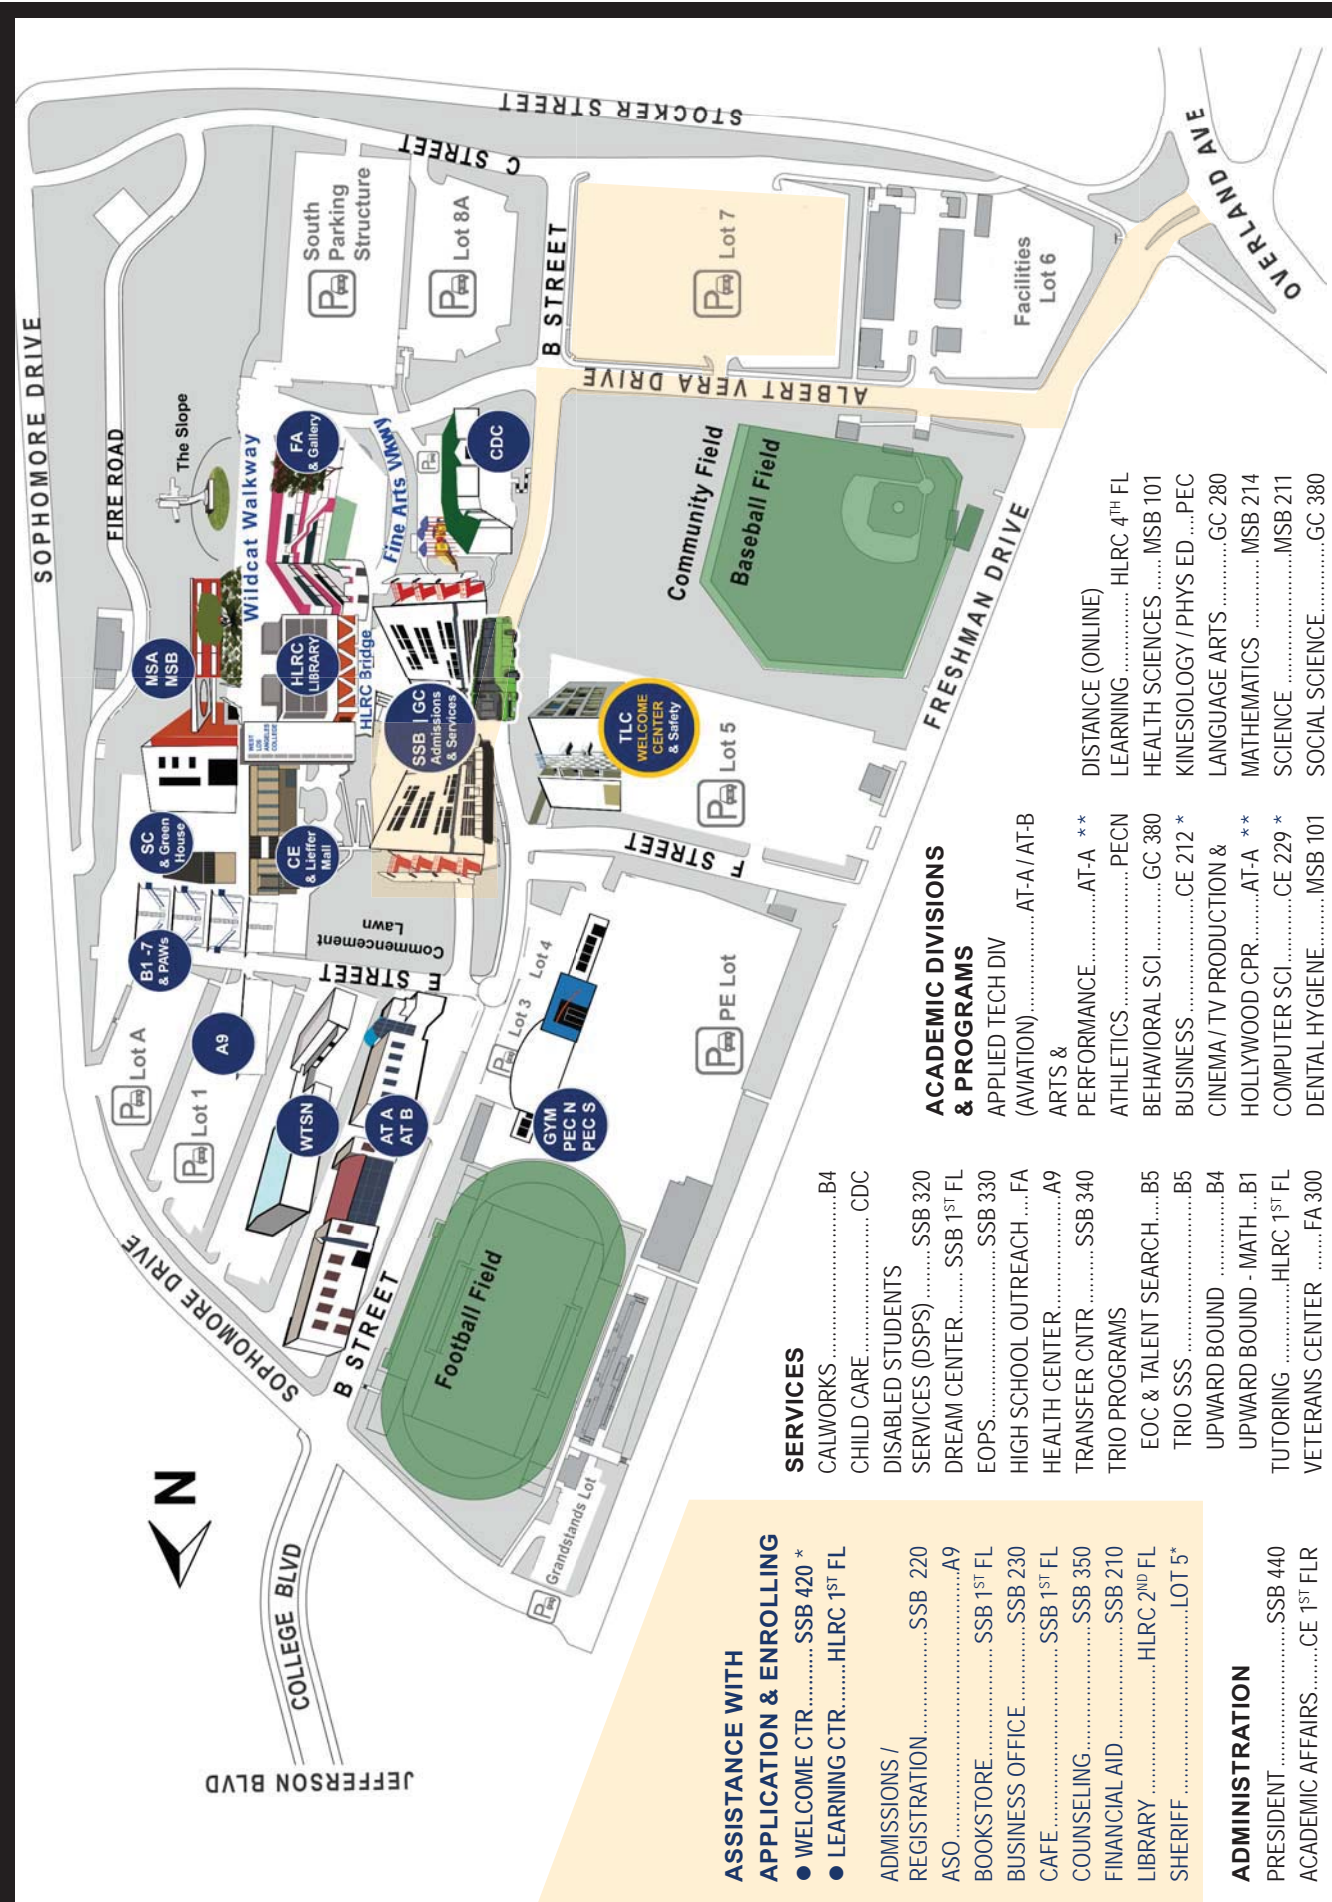 JEFFERSON BLVD
COLLEGE BLVD
N
SOPHOMORE DRIVE
SOPHOMORE DRIVE
FIRE ROAD
STOCKER STREET
C STREET
B STREET
B STREET
E STREET
F STREET
ALBERT VERA DRIVE
FRESHMAN DRIVE
OVERLAND AVE
The Slope
Wildcat Walkway
Fine Arts Wkwy
HLRC Bridge
South
Parking
Structure
P
Lot 8A
P
Lot 7
P
Facilities
Lot 6
Lot 5
P
PE Lot
P
Lot 4
Lot 3
P
Lot A
P
Lot 1
P
Grandstands Lot
P
P
Football Field
Community Field
Baseball Field
Commencement
Lawn
MSA
MSB
FA
& Gallery
HLRC
LIBRARY
CDC
SSB | GC
Admissions
& Services
TLC
WELCOME
CENTER
& Safety
SC
& Green
House
CE
& Lieffer
Mall
B1 -7
& PAWs
A9
WTSN
AT A
AT B
GYM
PEC N
PEC S
WEST
LOS
ANGELES
COLLEGE
ASSISTANCE WITH
APPLICATION & ENROLLING
● WELCOME CTR........... SSB 420 *
● LEARNING CTR........HLRC 1ST FL
ADMISSIONS /
REGISTRATION.....................SSB 220
ASO...........................................A9
BOOKSTORE.................. SSB 1ST FL
BUSINESS OFFICE ............SSB 230
CAFE............................. SSB 1ST FL
COUNSELING.....................SSB 350
FINANCIAL AID..................SSB 210
LIBRARY ...................... HLRC 2ND FL
SHERIFF ............................LOT 5*
ADMINISTRATION
PRESIDENT........................SSB 440
ACADEMIC AFFAIRS.......CE 1ST FLR
SERVICES
CALWORKS ............................B4
CHILD CARE ...................... CDC
DISABLED STUDENTS
SERVICES (DSPS) .......... SSB 320
DREAM CENTER........ SSB 1ST FL
EOPS............................ SSB 330
HIGH SCHOOL OUTREACH ....FA
HEALTH CENTER......................A9
TRANSFER CNTR .......... SSB 340
TRIO PROGRAMS
EOC & TALENT SEARCH.....B5
TRIO SSS .............................B5
UPWARD BOUND ...............B4
UPWARD BOUND - MATH ...B1
TUTORING ..............HLRC 1ST FL
VETERANS CENTER .......FA 300
ACADEMIC DIVISIONS
& PROGRAMS
APPLIED TECH DIV
(AVIATION)....................AT-A / AT-B
ARTS &
PERFORMANCE...............AT-A **
ATHLETICS.......................... PECN
BEHAVIORAL SCI.............GC 380
BUSINESS .......................CE 212 *
CINEMA / TV PRODUCTION &
HOLLYWOOD CPR.........AT-A **
COMPUTER SCI...........CE 229 *
DENTAL HYGIENE.........MSB 101
DISTANCE (ONLINE)
LEARNING .................. HLRC 4TH FL
HEALTH SCIENCES...... MSB 101
KINESIOLOGY / PHYS ED ....PEC
LANGUAGE ARTS ...........GC 280
MATHEMATICS ............... MSB 214
SCIENCE .........................MSB 211
SOCIAL SCIENCE.............GC 380